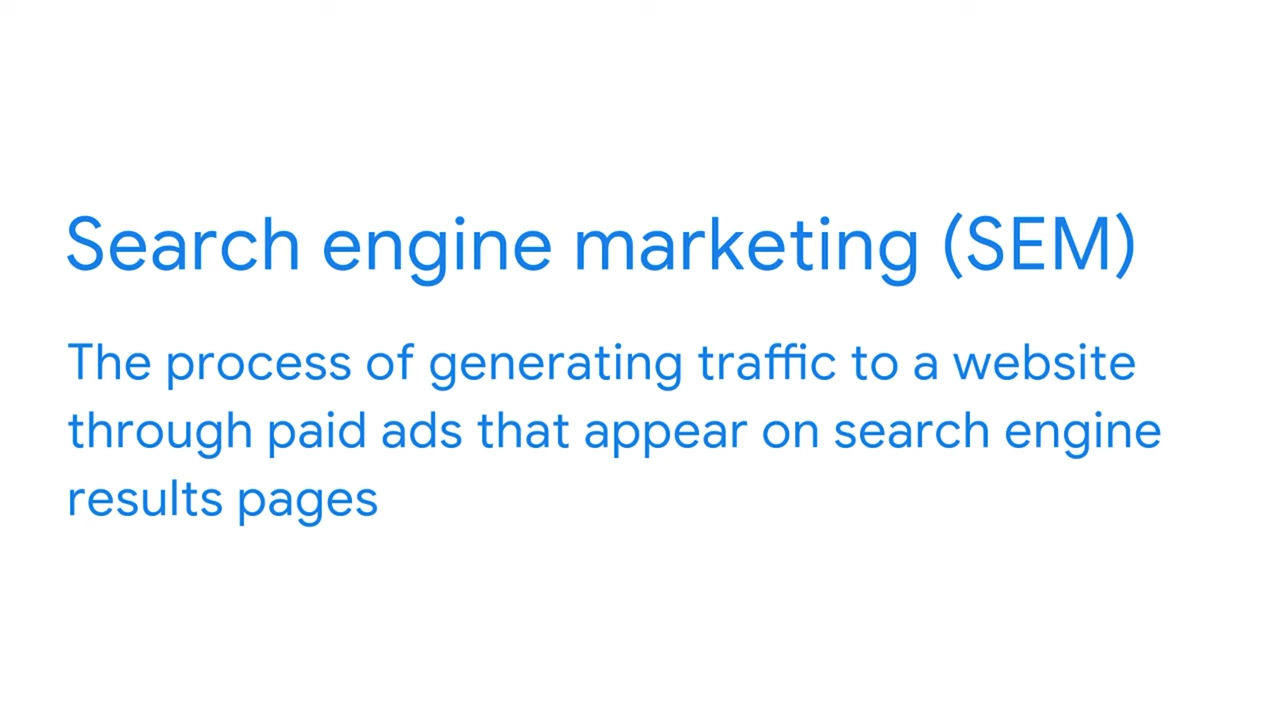 Search engine marketing (SEM)
The process of generating traffic to a website
through paid ads that appear on search engine
results pages